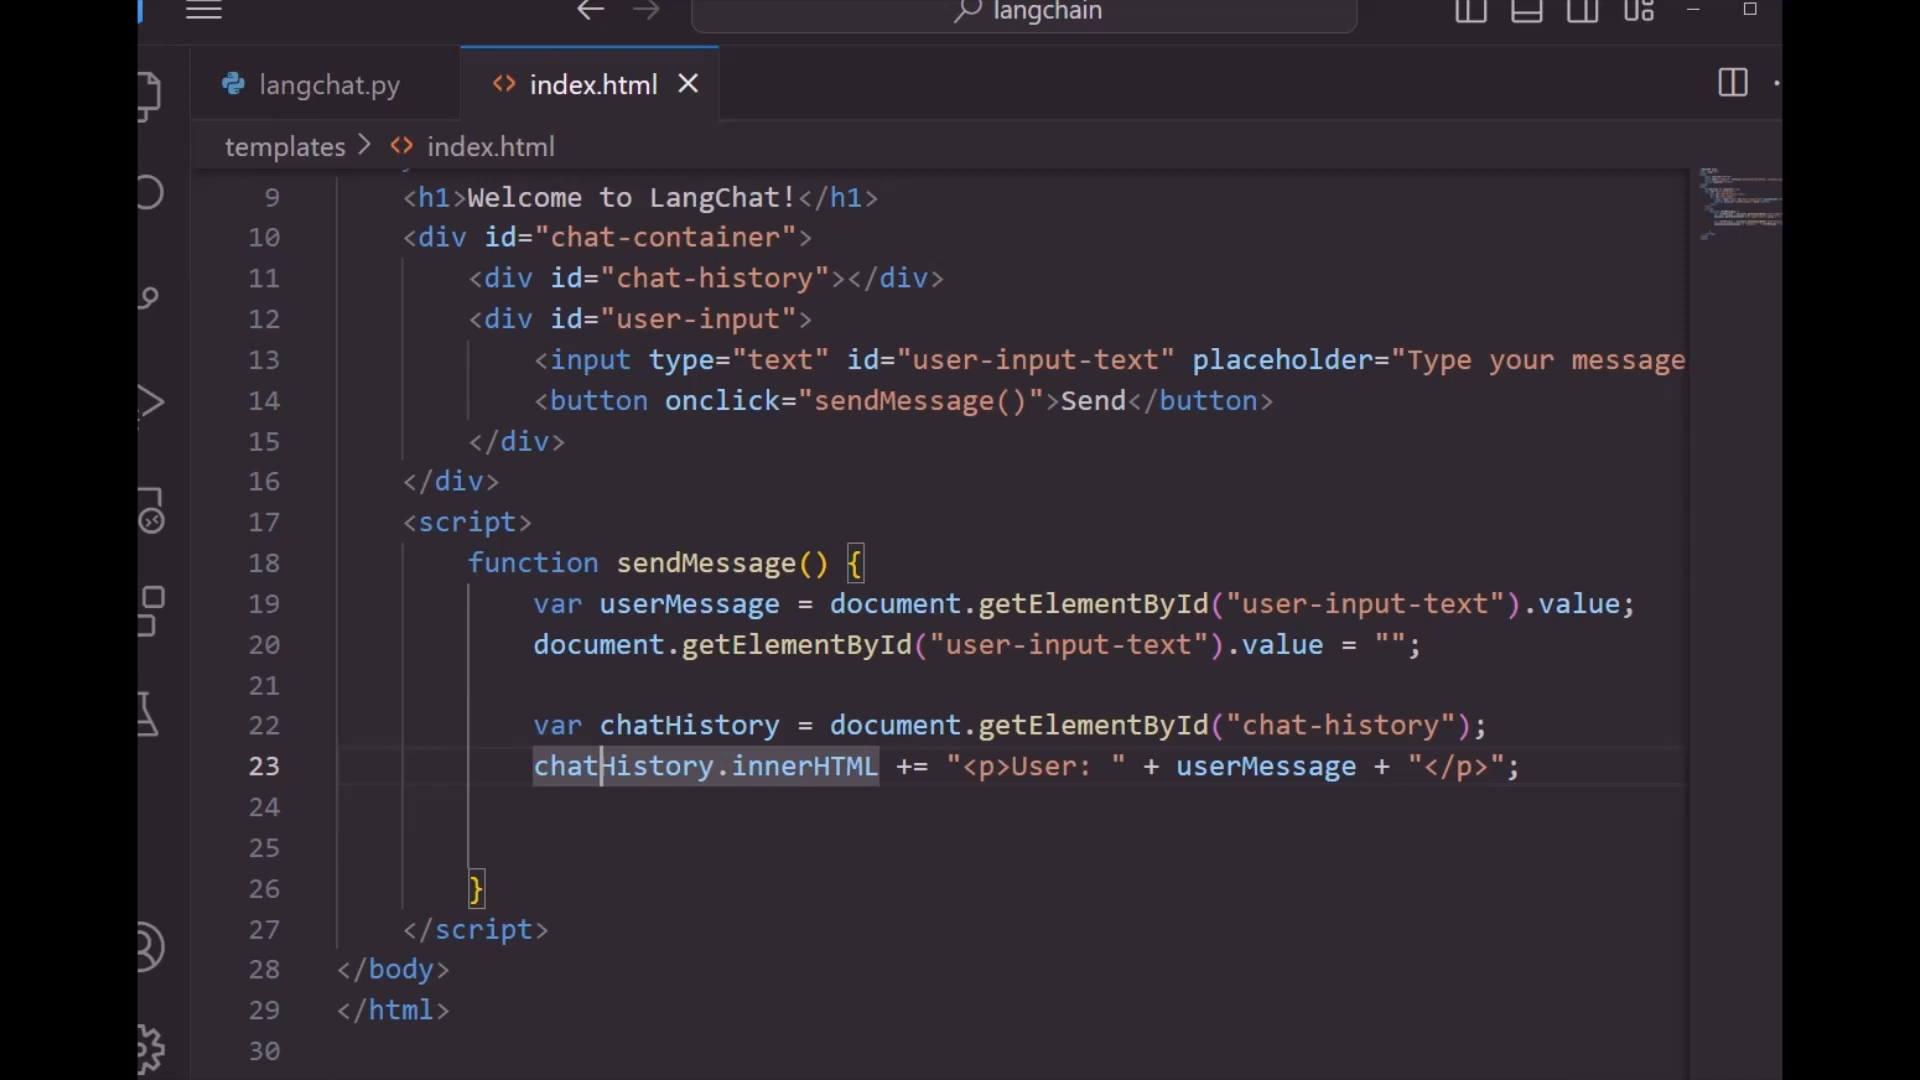 langchain
langchat.py
index.html
templates > index.html
9 <h1>Welcome to LangChat!</h1>
10 <div id="chat-container">
11 <div id="chat-history"></div>
12 <div id="user-input">
13 <input type="text" id="user-input-text" placeholder="Type your message
14 <button onclick="sendMessage()">Send</button>
15 </div>
16 </div>
17 <script>
18 function sendMessage() {
19 var userMessage = document.getElementById("user-input-text").value;
20 document.getElementById("user-input-text").value = "";
21
22 var chatHistory = document.getElementById("chat-history");
23 chatHistory.innerHTML += "<p>User: " + userMessage + "</p>";
24
25
26 }
27 </script>
28 </body>
29 </html>
30